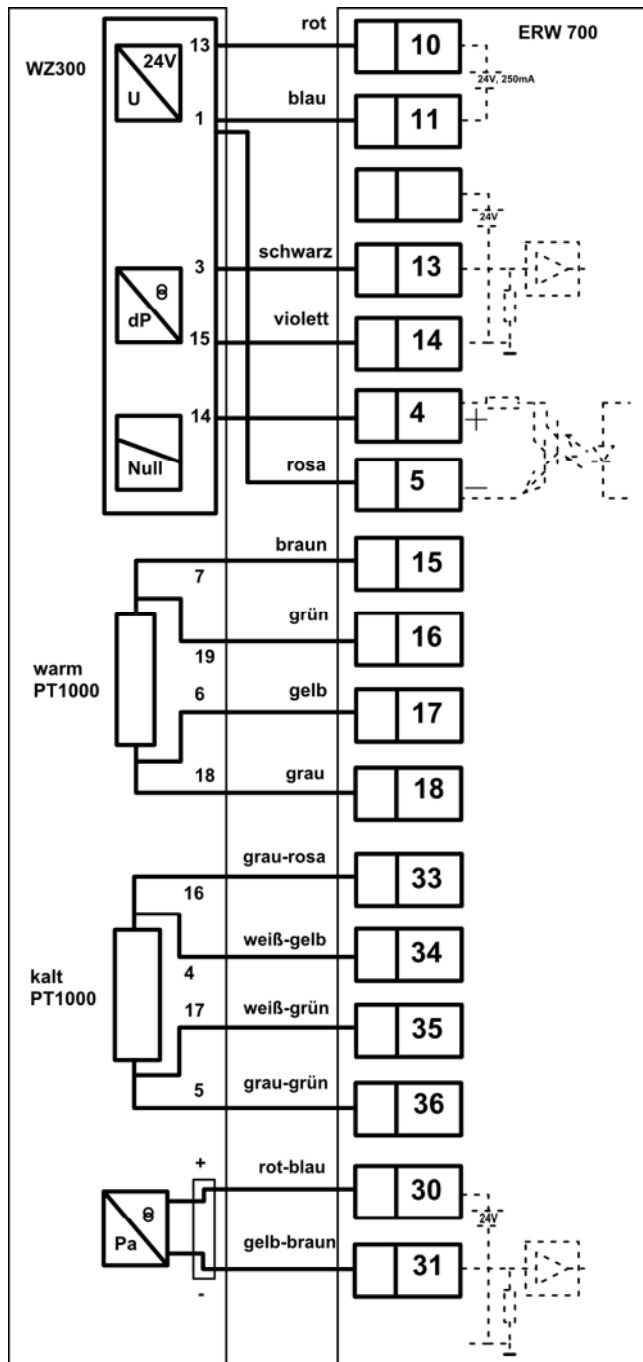 rot
ERW 700
WZ300
24V
U
13
10
24V, 250mA
1
blau
11
24V
3
schwarz
13
dP
15
violett
14
14
4
+
Null
rosa
5
−
braun
7
15
grün
19
16
warm
PT1000
6
gelb
17
18
grau
18
grau-rosa
16
33
weiß-gelb
4
34
kalt
PT1000
17
weiß-grün
35
5
grau-grün
36
+
rot-blau
30
24V
Pa
gelb-braun
31
-